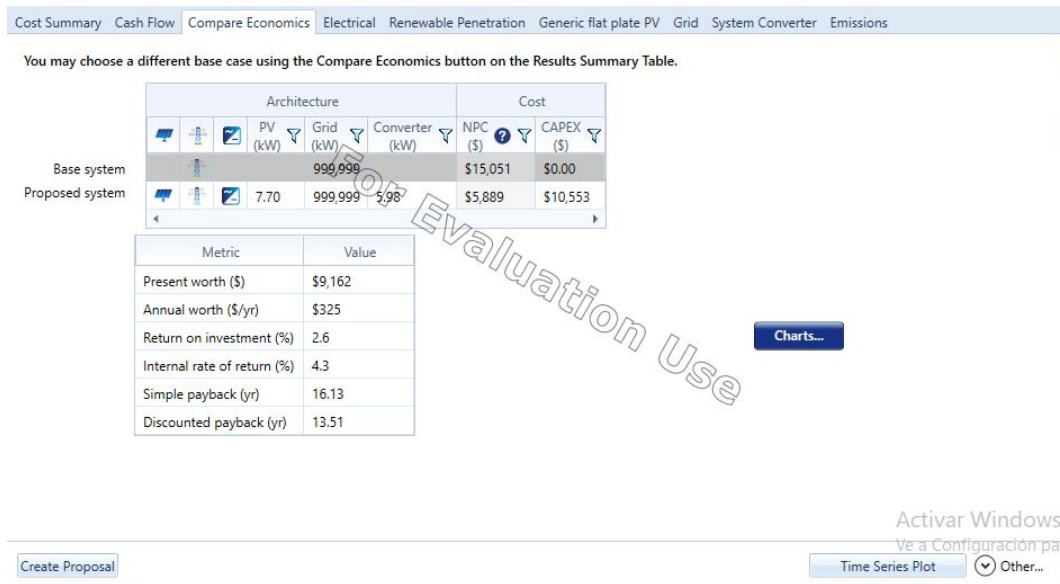 Cost Summary Cash Flow Compare Economics Electrical Renewable Penetration Generic flat plate PV Grid System Converter Emissions
You may choose a different base case using the Compare Economics button on the Results Summary Table.
Architecture Cost
PV (kW) Grid (kW) Converter (kW) NPC ($) CAPEX ($)
Base system 999,999 $15,051 $0.00
Proposed system 7.70 999,999 5.98 $5,889 $10,553
For Evaluation Use
Metric Value
Present worth ($) $9,162
Annual worth ($/yr) $325
Return on investment (%) 2.6
Internal rate of return (%) 4.3
Simple payback (yr) 16.13
Discounted payback (yr) 13.51
Charts...
Activar Windows
Ve a Configuración pa
Create Proposal Time Series Plot Other...